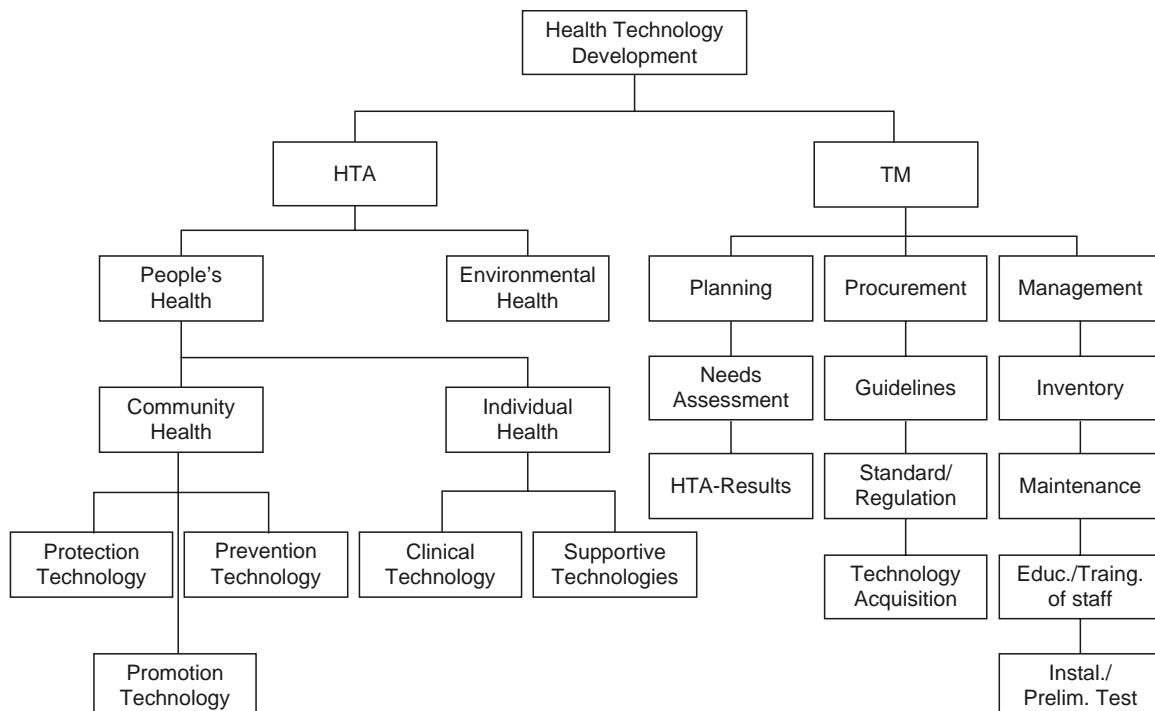 Health Technology
Development
HTA
TM
People's
Health
Environmental
Health
Planning
Procurement
Management
Needs
Assessment
Guidelines
Inventory
Community
Health
Individual
Health
HTA-Results
Standard/
Regulation
Maintenance
Protection
Technology
Prevention
Technology
Clinical
Technology
Supportive
Technologies
Technology
Acquisition
Educ./Traing.
of staff
Promotion
Technology
Instal./
Prelim. Test